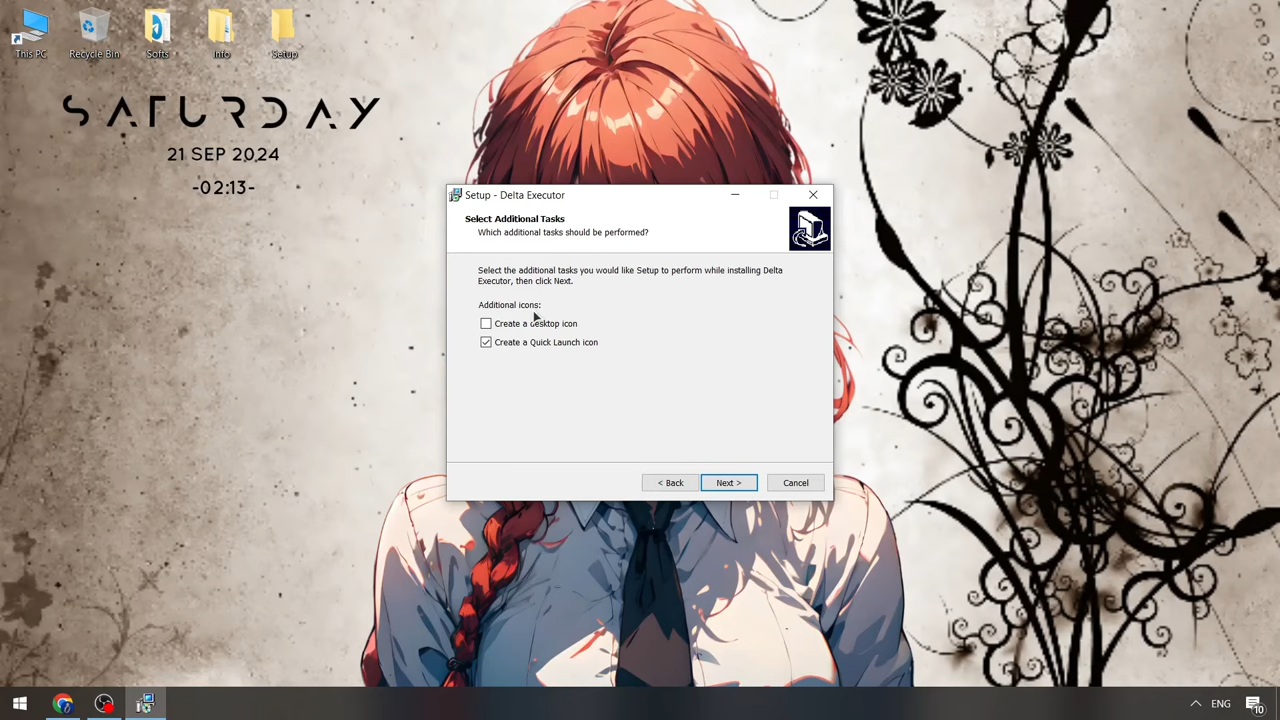 This PC
Recycle Bin
Softs
Info
Setup
SATURDAY
21 SEP 2024
-02:13-
Setup - Delta Executor
Select Additional Tasks
Which additional tasks should be performed?
Select the additional tasks you would like Setup to perform while installing Delta
Executor, then click Next.
Additional icons:
Create a desktop icon
Create a Quick Launch icon
< Back
Next >
Cancel
ENG
10